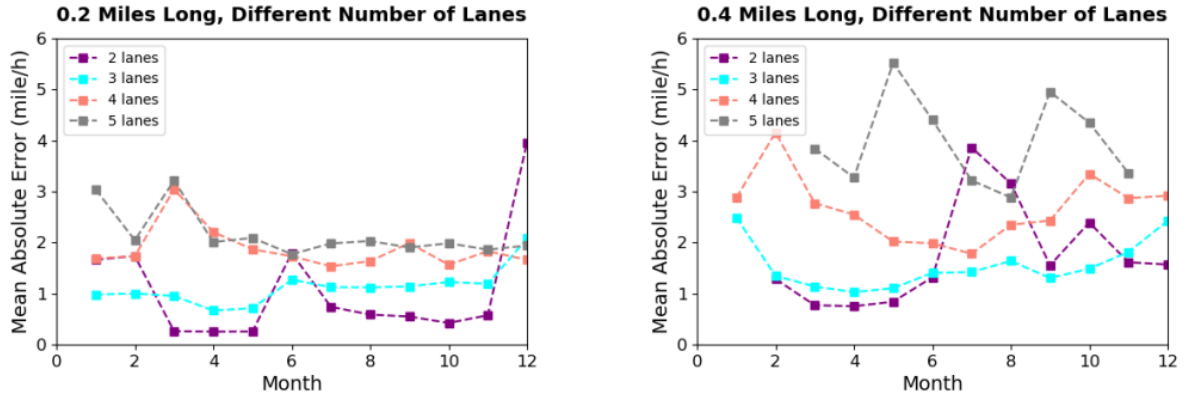 0.2 Miles Long, Different Number of Lanes
Mean Absolute Error (mile/h)
6
5
4
3
2
1
0
2 lanes
3 lanes
4 lanes
5 lanes
0 2 4 6 8 10 12
Month
0.4 Miles Long, Different Number of Lanes
Mean Absolute Error (mile/h)
6
5
4
3
2
1
0
2 lanes
3 lanes
4 lanes
5 lanes
0 2 4 6 8 10 12
Month